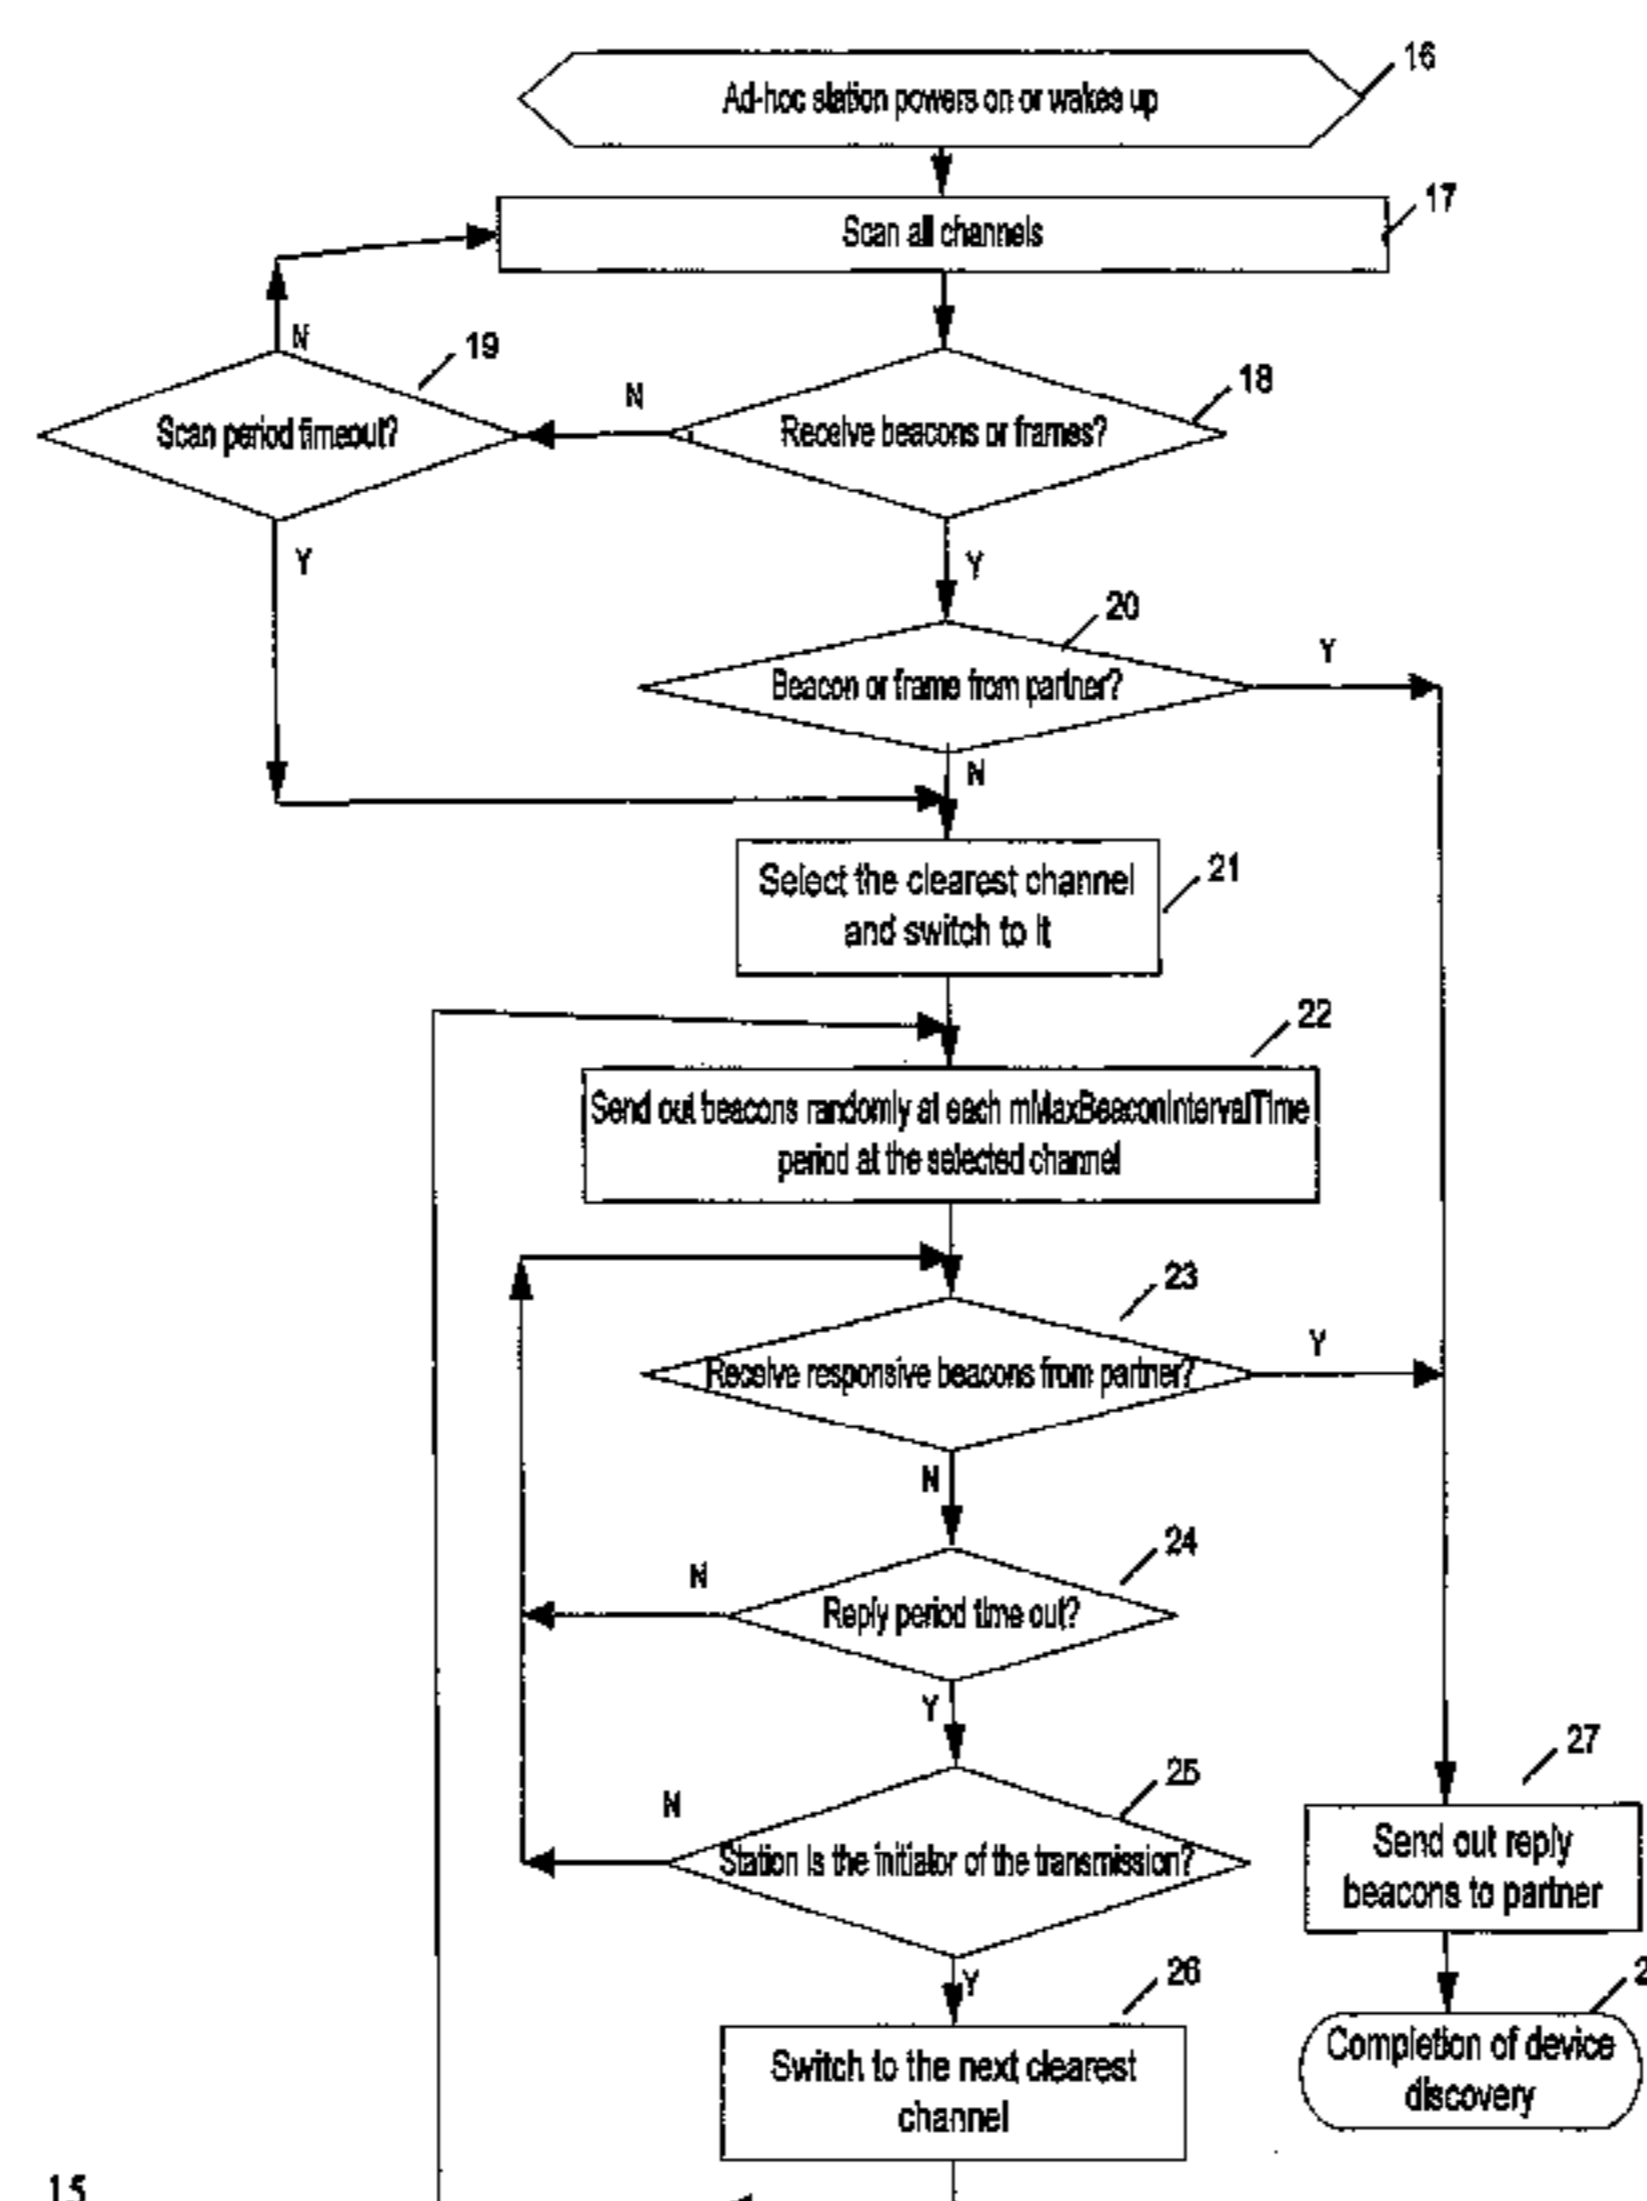 16
Ad-hoc station powers on or wakes up
17
Scan all channels
N
19
Scan period timeout?
N
18
Receive beacons or frames?
Y
Y
20
Beacon or frame from partner?
Y
N
21
Select the clearest channel
and switch to it
22
Send out beacons randomly at each mMaxBeaconIntervalTime
period at the selected channel
23
Receive responsive beacons from partner?
Y
N
24
N
Reply period time out?
Y
25
N
Station is the initiator of the transmission?
27
Send out reply
beacons to partner
Y
26
Switch to the next clearest
channel
2
Completion of device
discovery
15